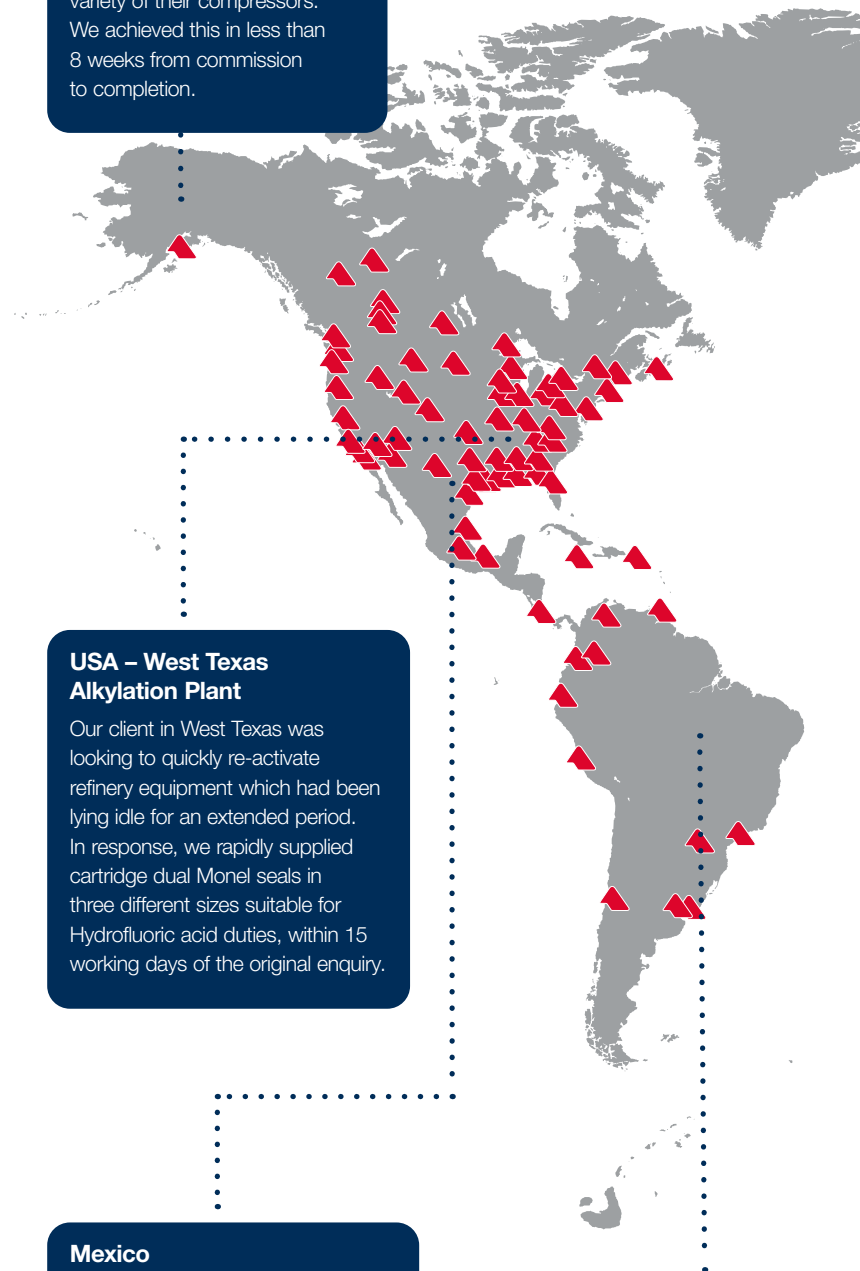 variety of their compressors.
We achieved this in less than
8 weeks from commission
to completion.
USA – West Texas
Alkylation Plant
Our client in West Texas was
looking to quickly re-activate
refinery equipment which had been
lying idle for an extended period.
In response, we rapidly supplied
cartridge dual Monel seals in
three different sizes suitable for
Hydrofluoric acid duties, within 15
working days of the original enquiry.
Mexico